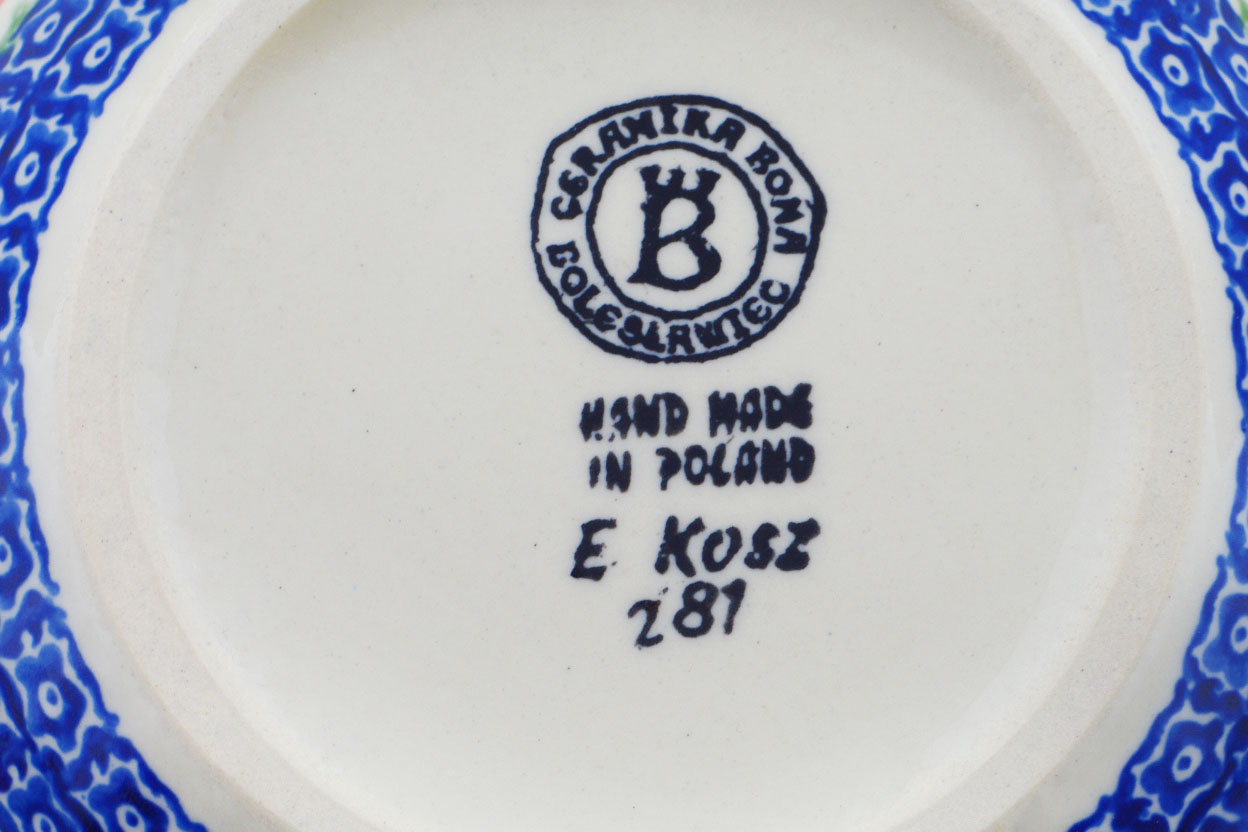 CERAMIKA BONA
BOLESŁAWIEC
B
HAND MADE
IN POLAND
E KOSZ
281